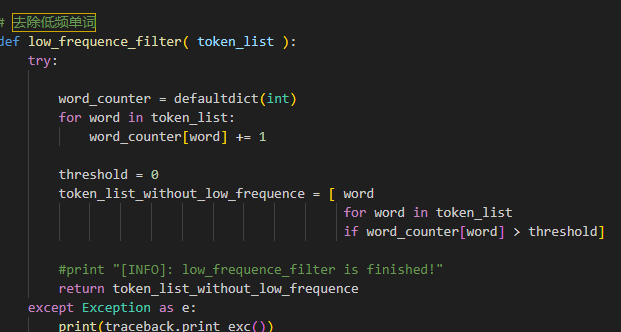 # 去除低频单词
def low_frequence_filter( token_list ):
try:
word_counter = defaultdict(int)
for word in token_list:
word_counter[word] += 1
threshold = 0
token_list_without_low_frequence = [ word
for word in token_list
if word_counter[word] > threshold]
#print "[INFO]: low_frequence_filter is finished!"
return token_list_without_low_frequence
except Exception as e:
print(traceback.print_exc())